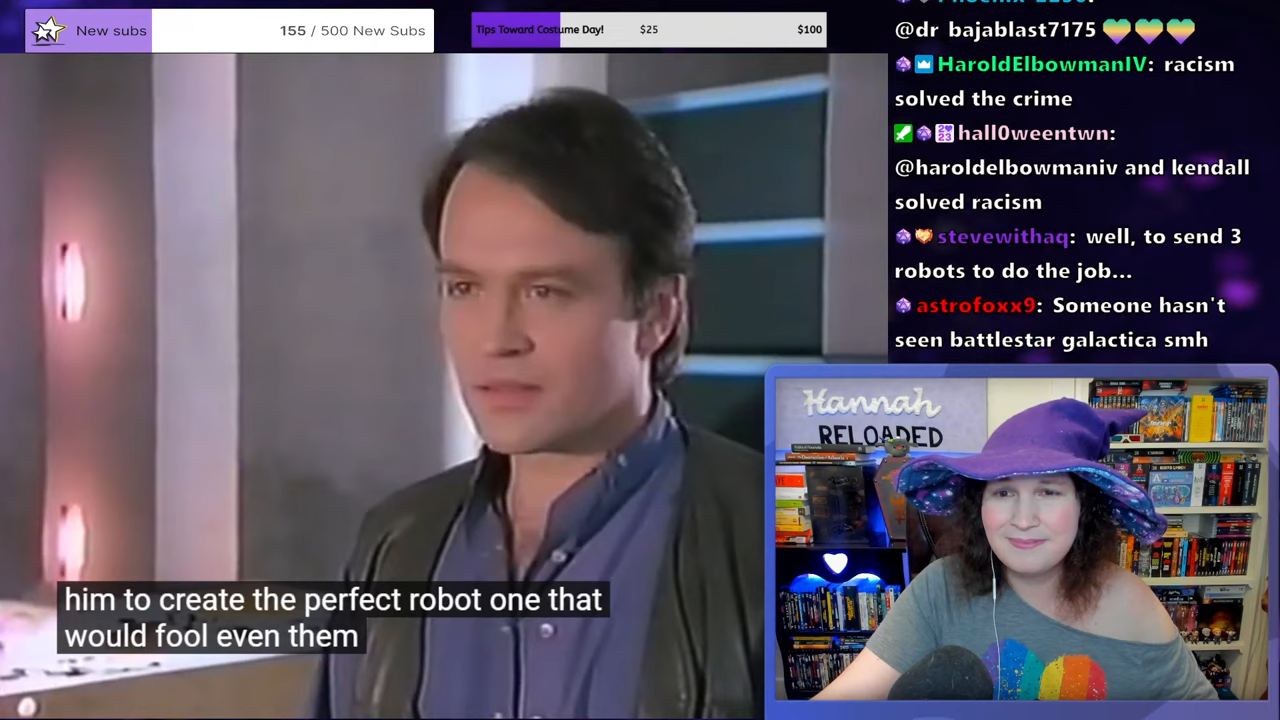 New subs
155 / 500 New Subs
Tips Toward Costume Day!
$25
$100
@dr bajablast7175
HaroldElbowmanIV: racism
solved the crime
hall0weentwn:
@haroldelbowmaniv and kendall
solved racism
stevewithaq: well, to send 3
robots to do the job...
astrofoxx9: Someone hasn't
seen battlestar galactica smh
him to create the perfect robot one that
would fool even them
Hannah
RELOADED